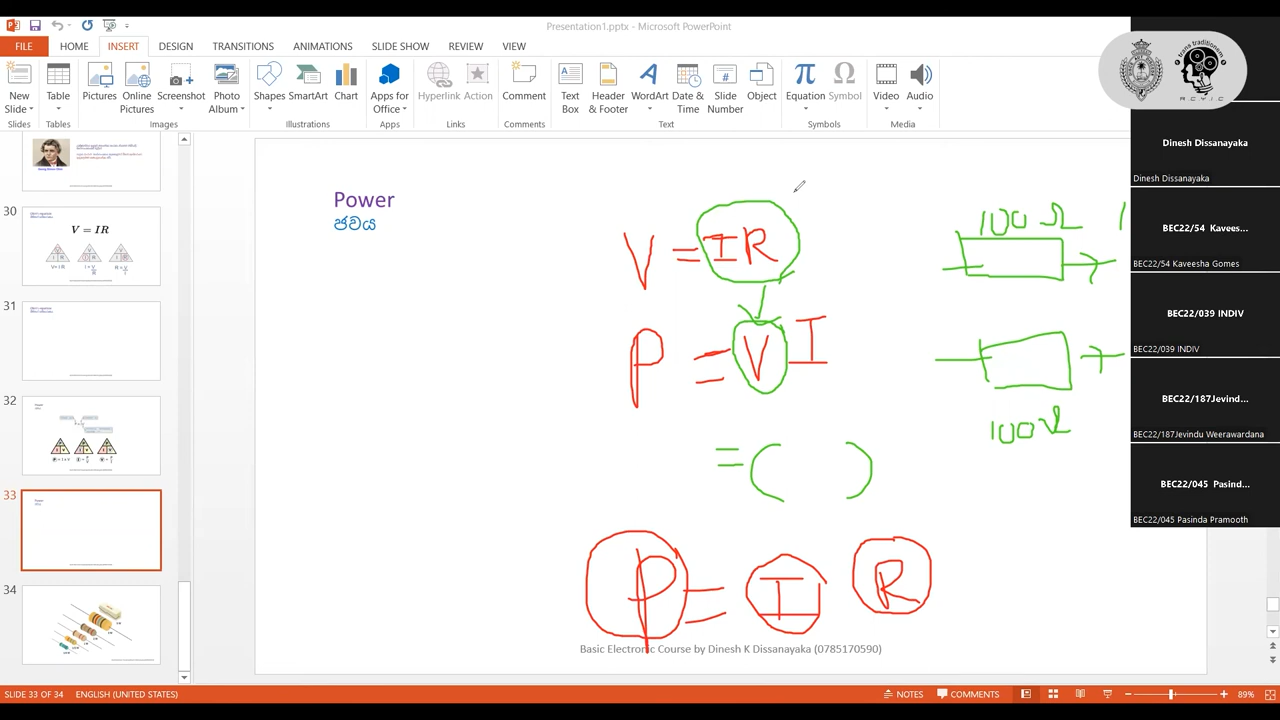 Presentation1.pptx - Microsoft PowerPoint
FILE HOME INSERT DESIGN TRANSITIONS ANIMATIONS SLIDE SHOW REVIEW VIEW
New Slide Table Pictures Online Pictures Screenshot Photo Album Shapes SmartArt Chart Apps for Office Hyperlink Action Comment Text Box Header & Footer WordArt Date & Time Slide Number Object Equation Symbol Video Audio
Slides Tables Images Illustrations Apps Links Comments Text Symbols Media
A C Y I C
30
V = IR
31
32
33
34
Power
ජවය
V = IR
P = VI
= ( )
P = I R
100 Ω
100 Ω
Basic Electronic Course by Dinesh K Dissanayaka (0785170590)
Dinesh Dissanayaka
Dinesh Dissanayaka
BEC22/54 Kavees...
BEC22/54 Kaveesha Gomes
BEC22/039 INDIV
BEC22/039 INDIV
BEC22/187Jevind...
BEC22/187Jevindu Weerawardana
BEC22/045 Pasind...
BEC22/045 Pasinda Pramooth
SLIDE 33 OF 34 ENGLISH (UNITED STATES) NOTES COMMENTS 89%